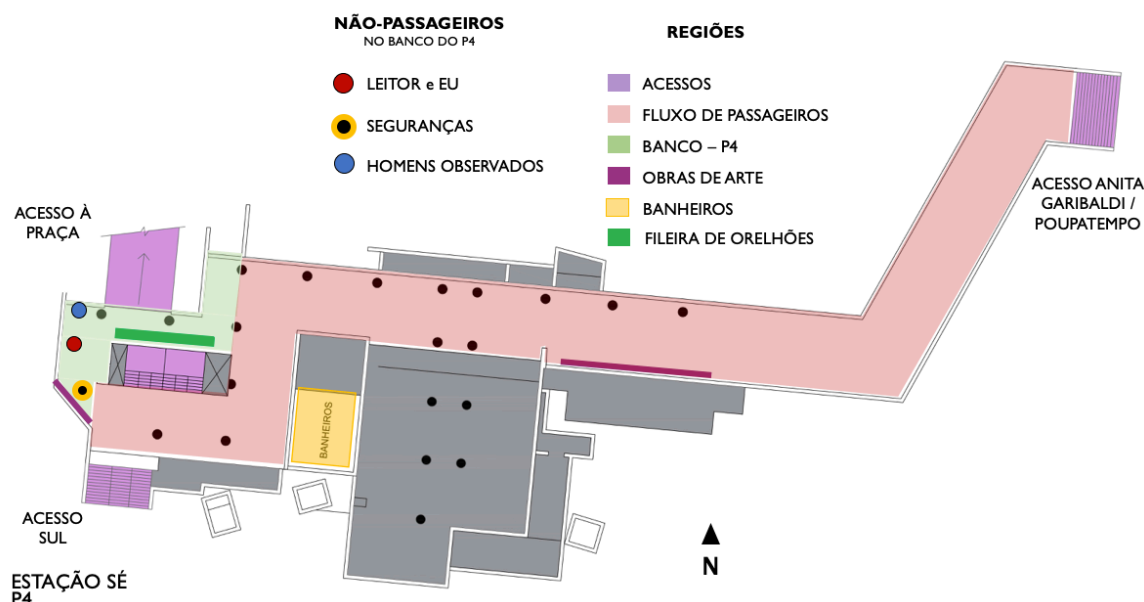 NÃO-PASSAGEIROS
NO BANCO DO P4
LEITOR e EU
SEGURANÇAS
HOMENS OBSERVADOS
REGIÕES
ACESSOS
FLUXO DE PASSAGEIROS
BANCO – P4
OBRAS DE ARTE
BANHEIROS
FILEIRA DE ORELHÕES
ACESSO ANITA
GARIBALDI /
POUPATEMPO
ACESSO À
PRAÇA
BANHEIROS
ACESSO
SUL
N
ESTAÇÃO SÉ
P4